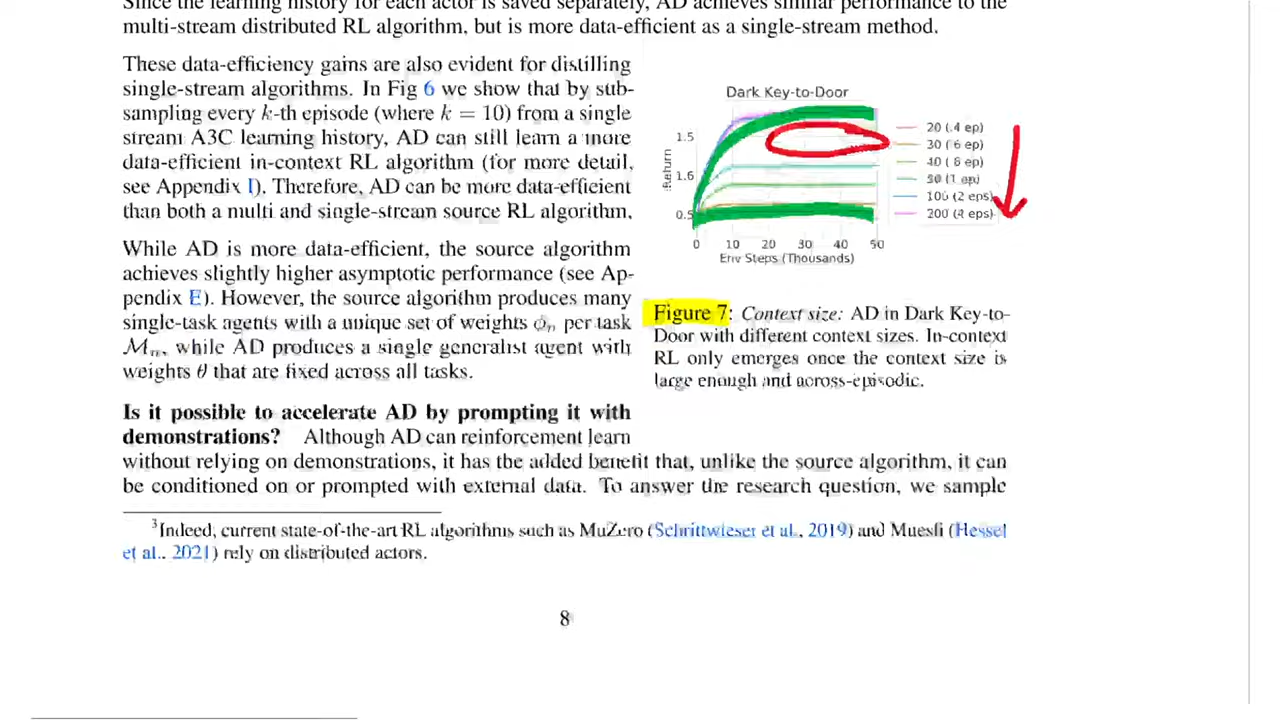 Since the learning history for each actor is saved separately, AD achieves similar performance to the
multi-stream distributed RL algorithm, but is more data-efficient as a single-stream method.
These data-efficiency gains are also evident for distilling
single-stream algorithms. In Fig 6 we show that by sub-
sampling every k-th episode (where k = 10) from a single
stream A3C learning history, AD can still learn a more
data-efficient in-context RL algorithm (for more detail,
see Appendix I). Therefore, AD can be more data-efficient
than both a multi and single-stream source RL algorithm,
While AD is more data-efficient, the source algorithm
achieves slightly higher asymptotic performance (see Ap-
pendix E). However, the source algorithm produces many
single-task agents with a unique set of weights ϕn per task
Mn, while AD produces a single generalist agent with
weights θ that are fixed across all tasks.
Is it possible to accelerate AD by prompting it with
demonstrations? Although AD can reinforcement learn
without relying on demonstrations, it has the added benefit that, unlike the source algorithm, it can
be conditioned on or prompted with external data. To answer the research question, we sample
Dark Key-to-Door
Return
1.5
1.6
0.5
0 10 20 30 40 50
Env Steps (Thousands)
20 (.4 ep)
30 (.6 ep)
40 (.8 ep)
50 (1 ep)
100 (2 eps)
200 (4 eps)
Figure 7: Context size: AD in Dark Key-to-
Door with different context sizes. In-context
RL only emerges once the context size is
large enough and across-episodic.
3Indeed, current state-of-the-art RL algorithms such as MuZero (Schrittwieser et al., 2019) and Muesli (Hessel
et al., 2021) rely on distributed actors.
8